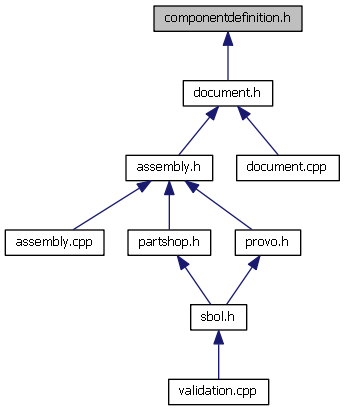 componentdefinition.h
document.h
assembly.h
document.cpp
assembly.cpp
partshop.h
provo.h
sbol.h
validation.cpp